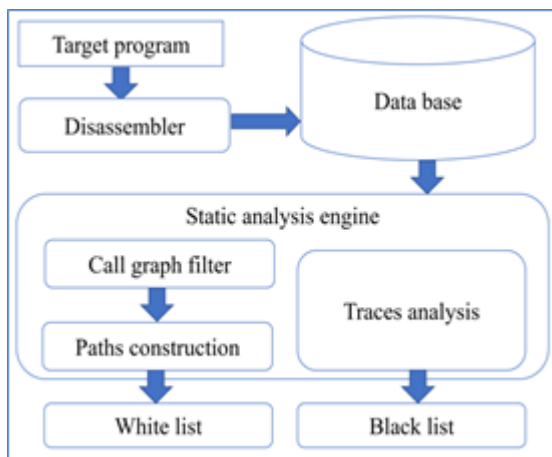 Target program
Disassembler
Data base
Static analysis engine
Call graph filter
Paths construction
Traces analysis
White list
Black list